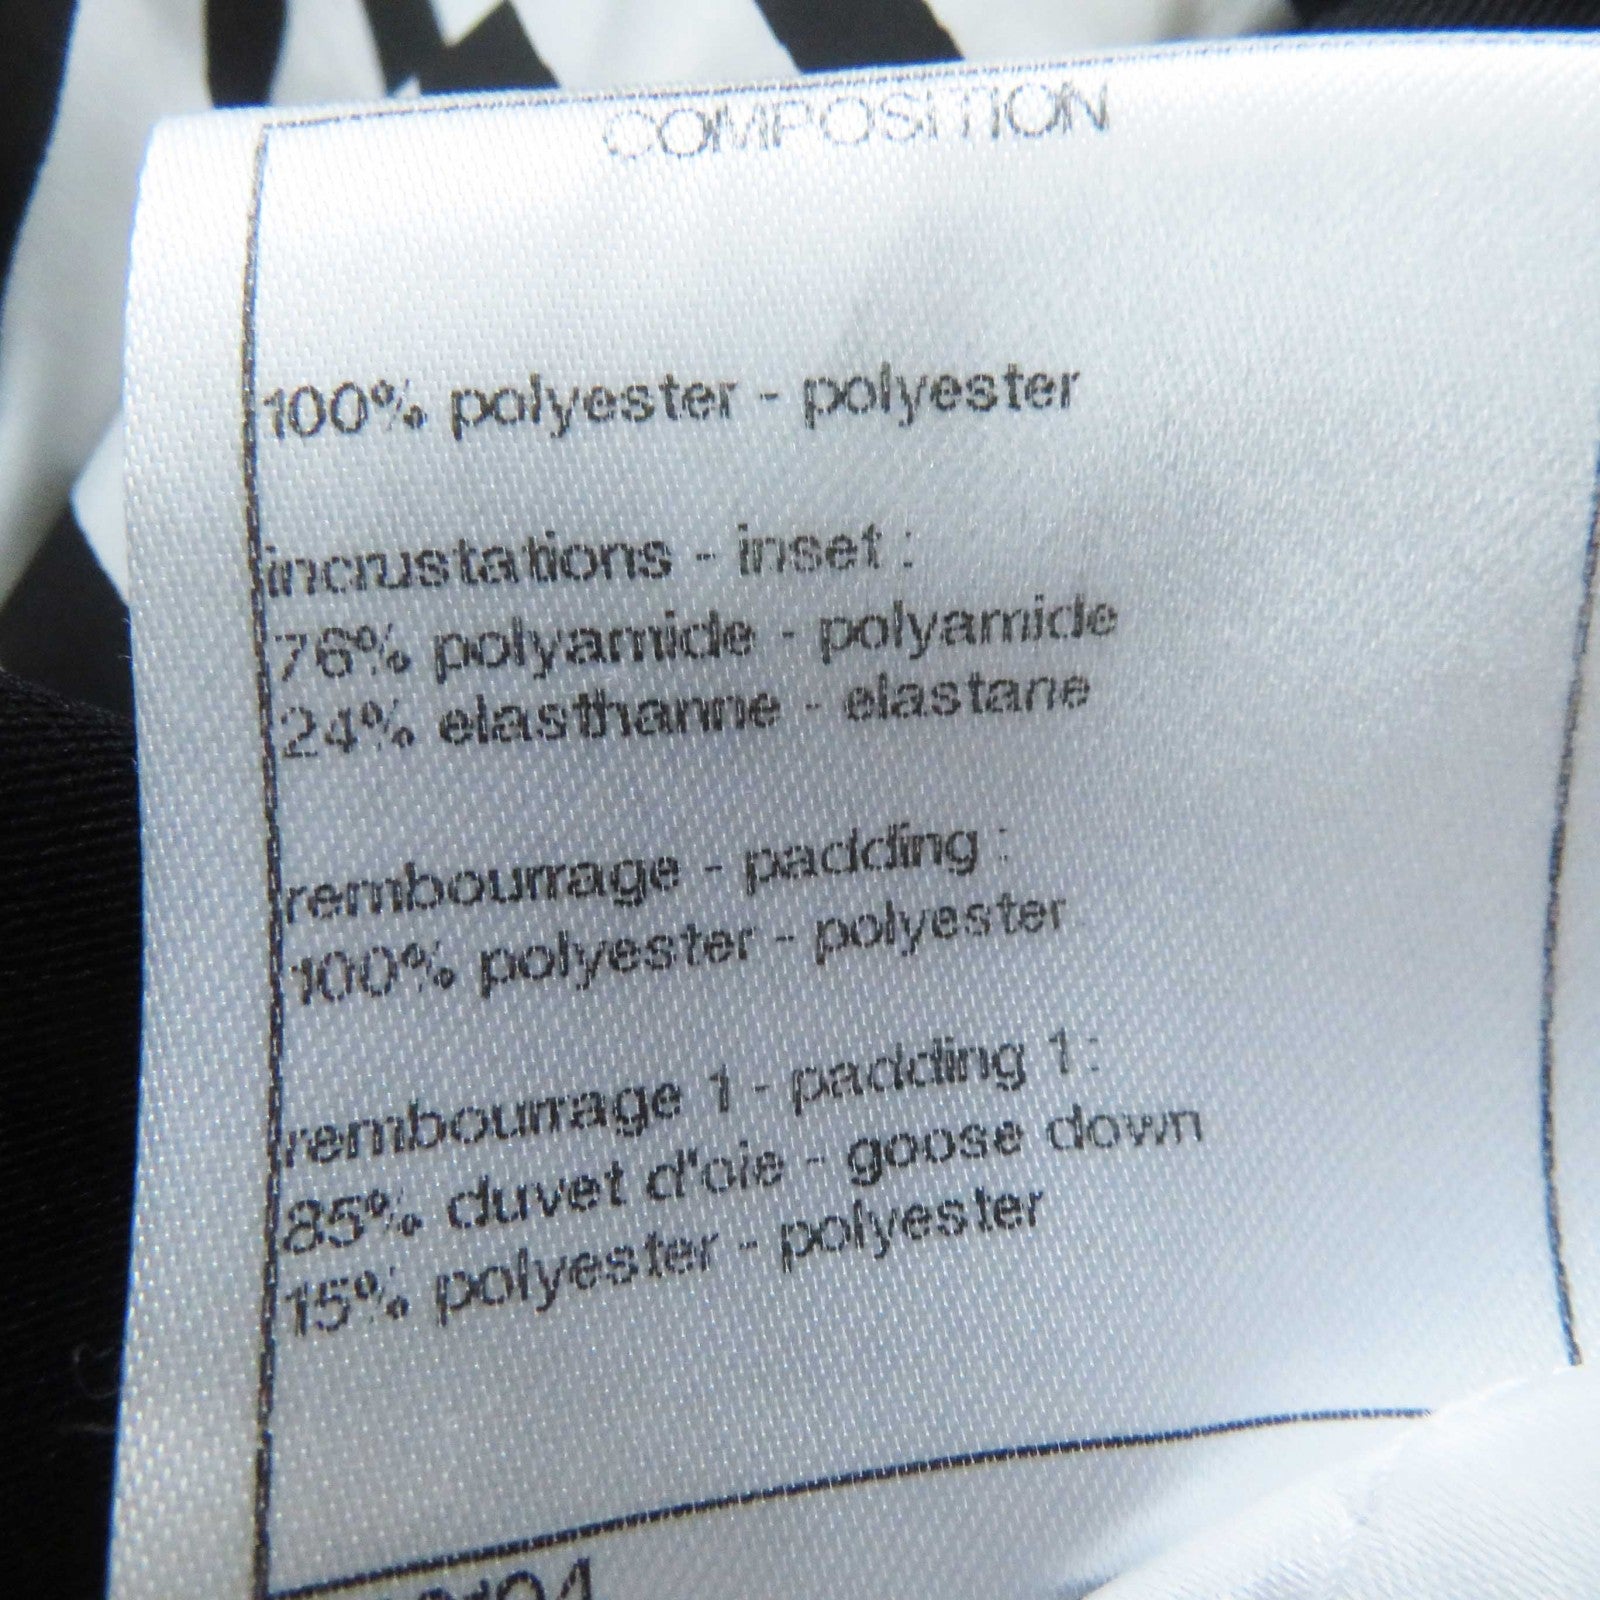 COMPOSITION
100% polyester - polyester
incrustations - inset :
76% polyamide - polyamide
24% elasthanne - elastane
rembourrage - padding :
100% polyester - polyester
rembourrage 1 - padding 1 :
85% duvet d'oie - goose down
15% polyester - polyester